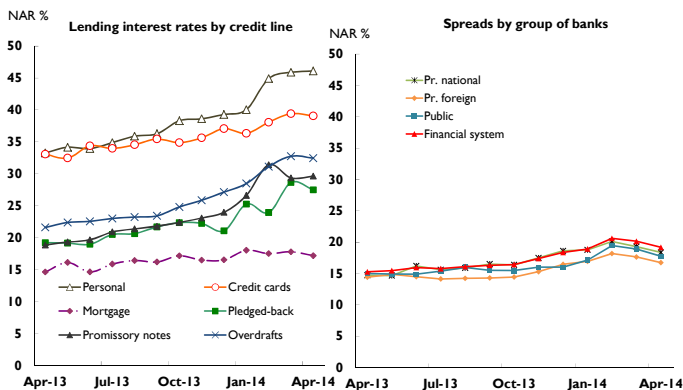 NAR %
Lending interest rates by credit line
50
45
40
35
30
25
20
15
10
5
0
Personal
Credit cards
Mortgage
Pledged-back
Promissory notes
Overdrafts
Apr-13 Jul-13 Oct-13 Jan-14 Apr-14
Spreads by group of banks
NAR %
50
45
40
35
30
25
20
15
10
5
0
Pr. national
Pr. foreign
Public
Financial system
Apr-13 Jul-13 Oct-13 Jan-14 Apr-14